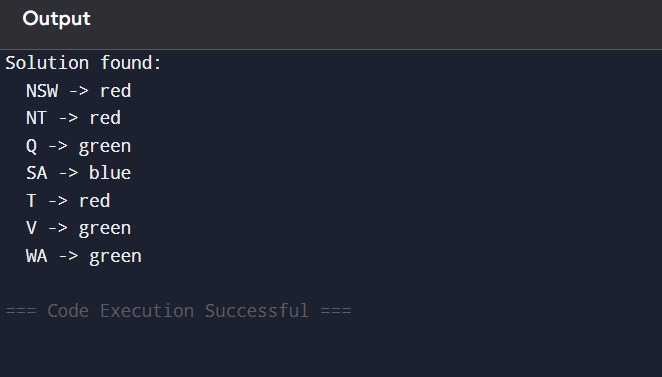 Output
Solution found:
NSW -> red
NT -> red
Q -> green
SA -> blue
T -> red
V -> green
WA -> green
=== Code Execution Successful ===